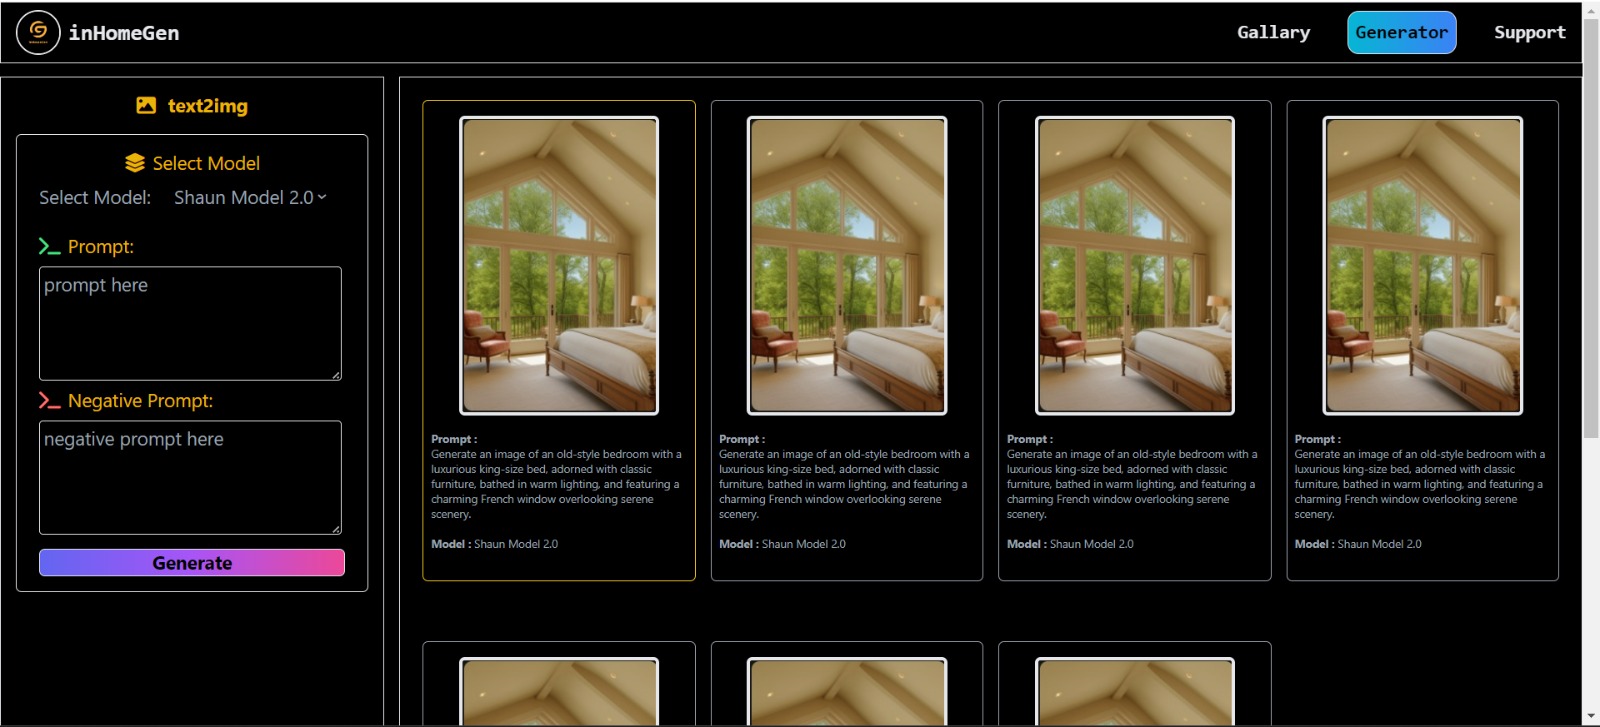 inHomeGen
Gallary
Generator
Support
text2img
Select Model
Select Model: Shaun Model 2.0
Prompt:
prompt here
Negative Prompt:
negative prompt here
Generate
Prompt :
Generate an image of an old-style bedroom with a
luxurious king-size bed, adorned with classic
furniture, bathed in warm lighting, and featuring a
charming French window overlooking serene
scenery.
Model : Shaun Model 2.0
Prompt :
Generate an image of an old-style bedroom with a
luxurious king-size bed, adorned with classic
furniture, bathed in warm lighting, and featuring a
charming French window overlooking serene
scenery.
Model : Shaun Model 2.0
Prompt :
Generate an image of an old-style bedroom with a
luxurious king-size bed, adorned with classic
furniture, bathed in warm lighting, and featuring a
charming French window overlooking serene
scenery.
Model : Shaun Model 2.0
Prompt :
Generate an image of an old-style bedroom with a
luxurious king-size bed, adorned with classic
furniture, bathed in warm lighting, and featuring a
charming French window overlooking serene
scenery.
Model : Shaun Model 2.0